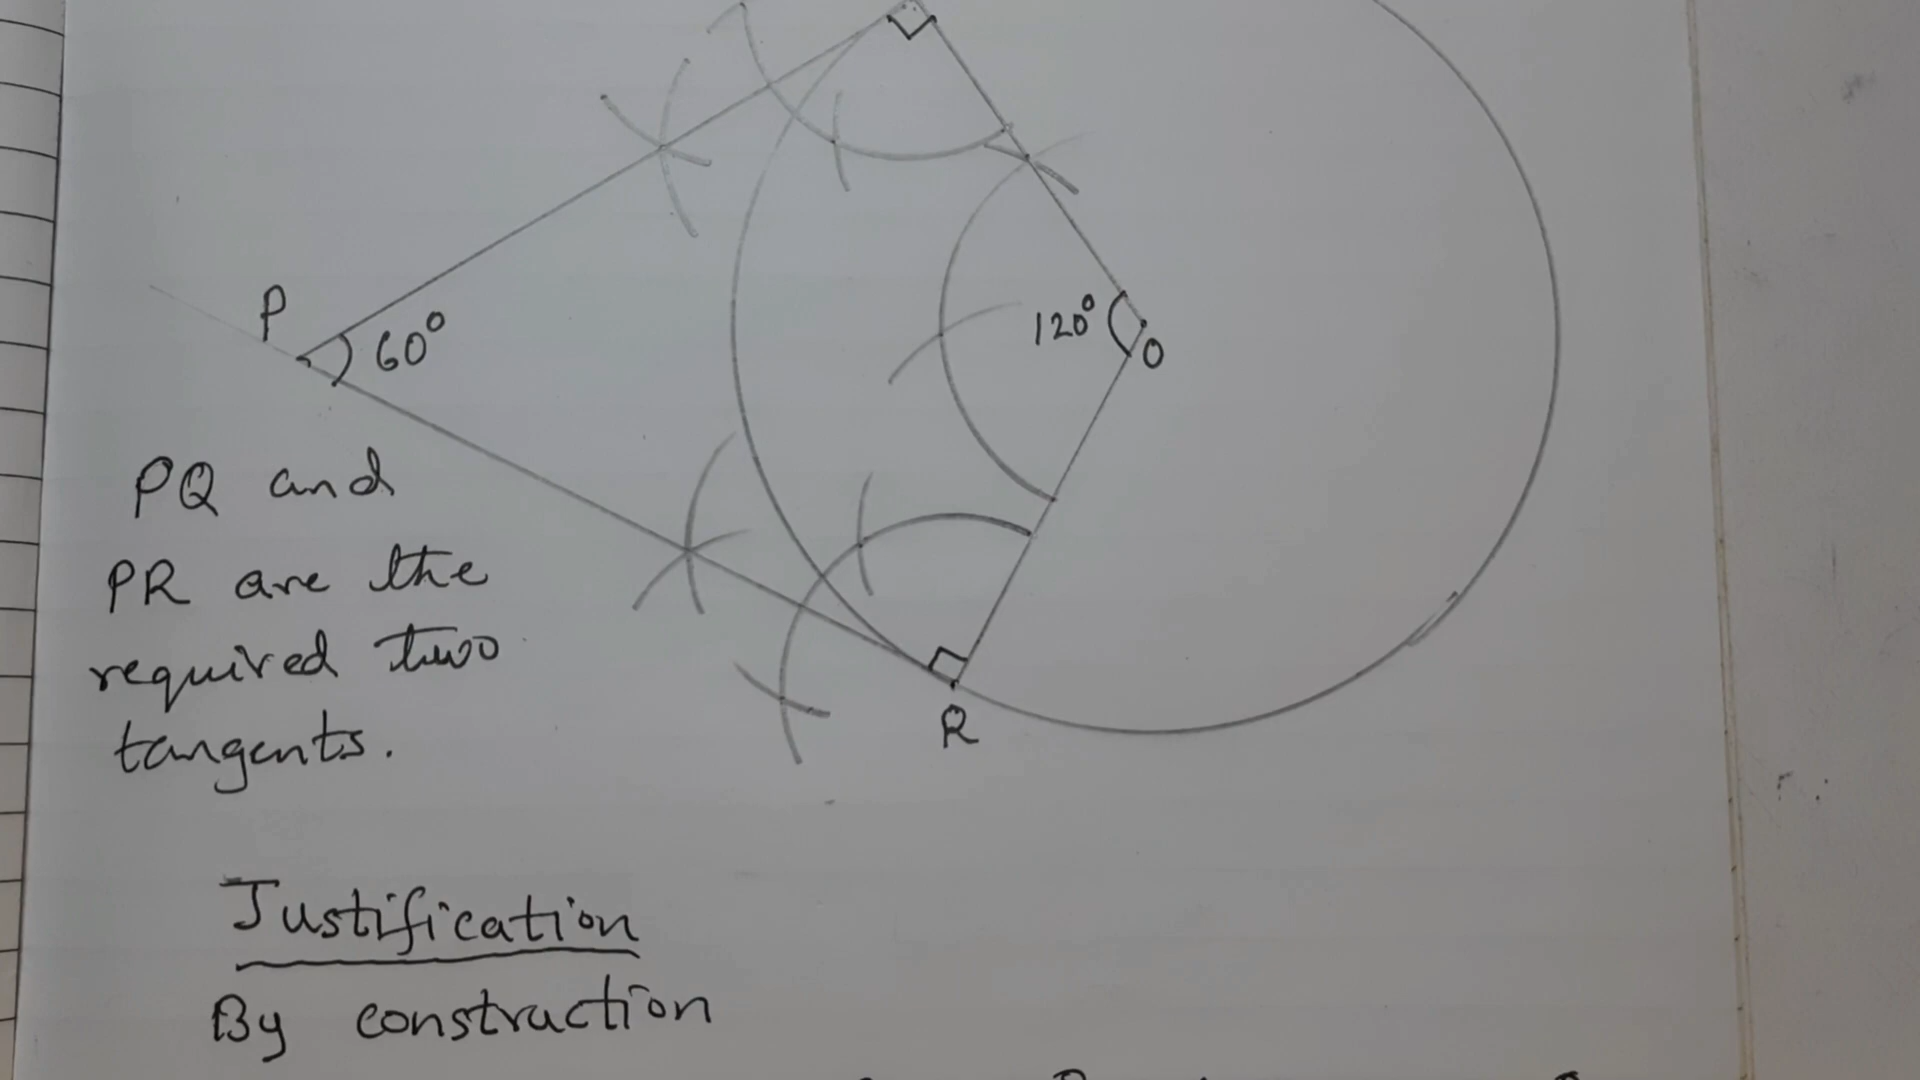 P
60°
120°
O
PQ and
PR are the
required two
tangents.
R
Justification
By construction